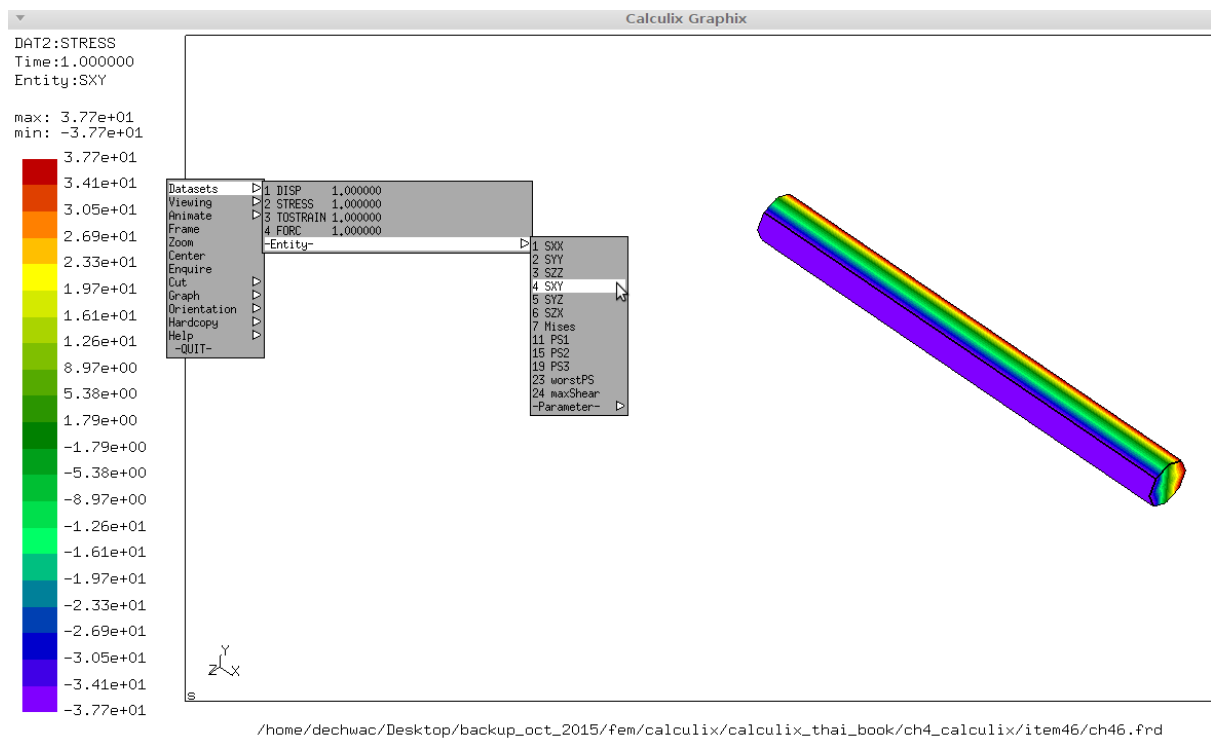 Calculix Graphix
DAT2:STRESS
Time:1.000000
Entity:SXY
max: 3.77e+01
min: -3.77e+01
3.77e+01
3.41e+01
3.05e+01
2.69e+01
2.33e+01
1.97e+01
1.61e+01
1.26e+01
8.97e+00
5.38e+00
1.79e+00
-1.79e+00
-5.38e+00
-8.97e+00
-1.26e+01
-1.61e+01
-1.97e+01
-2.33e+01
-2.69e+01
-3.05e+01
-3.41e+01
-3.77e+01
Datasets
Viewing
Animate
Frame
Zoom
Center
Enquire
Cut
Graph
Orientation
Hardcopy
Help
-QUIT-
1 DISP 1.000000
2 STRESS 1.000000
3 TOSTRAIN 1.000000
4 FORC 1.000000
-Entity-
1 SXX
2 SYY
3 SZZ
4 SXY
5 SYZ
6 SZX
7 Mises
11 PS1
15 PS2
19 PS3
23 worstPS
24 maxShear
-Parameter-
Y
Z X
s
/home/dechwac/Desktop/backup_oct_2015/fem/calculix/calculix_thai_book/ch4_calculix/item46/ch46.frd